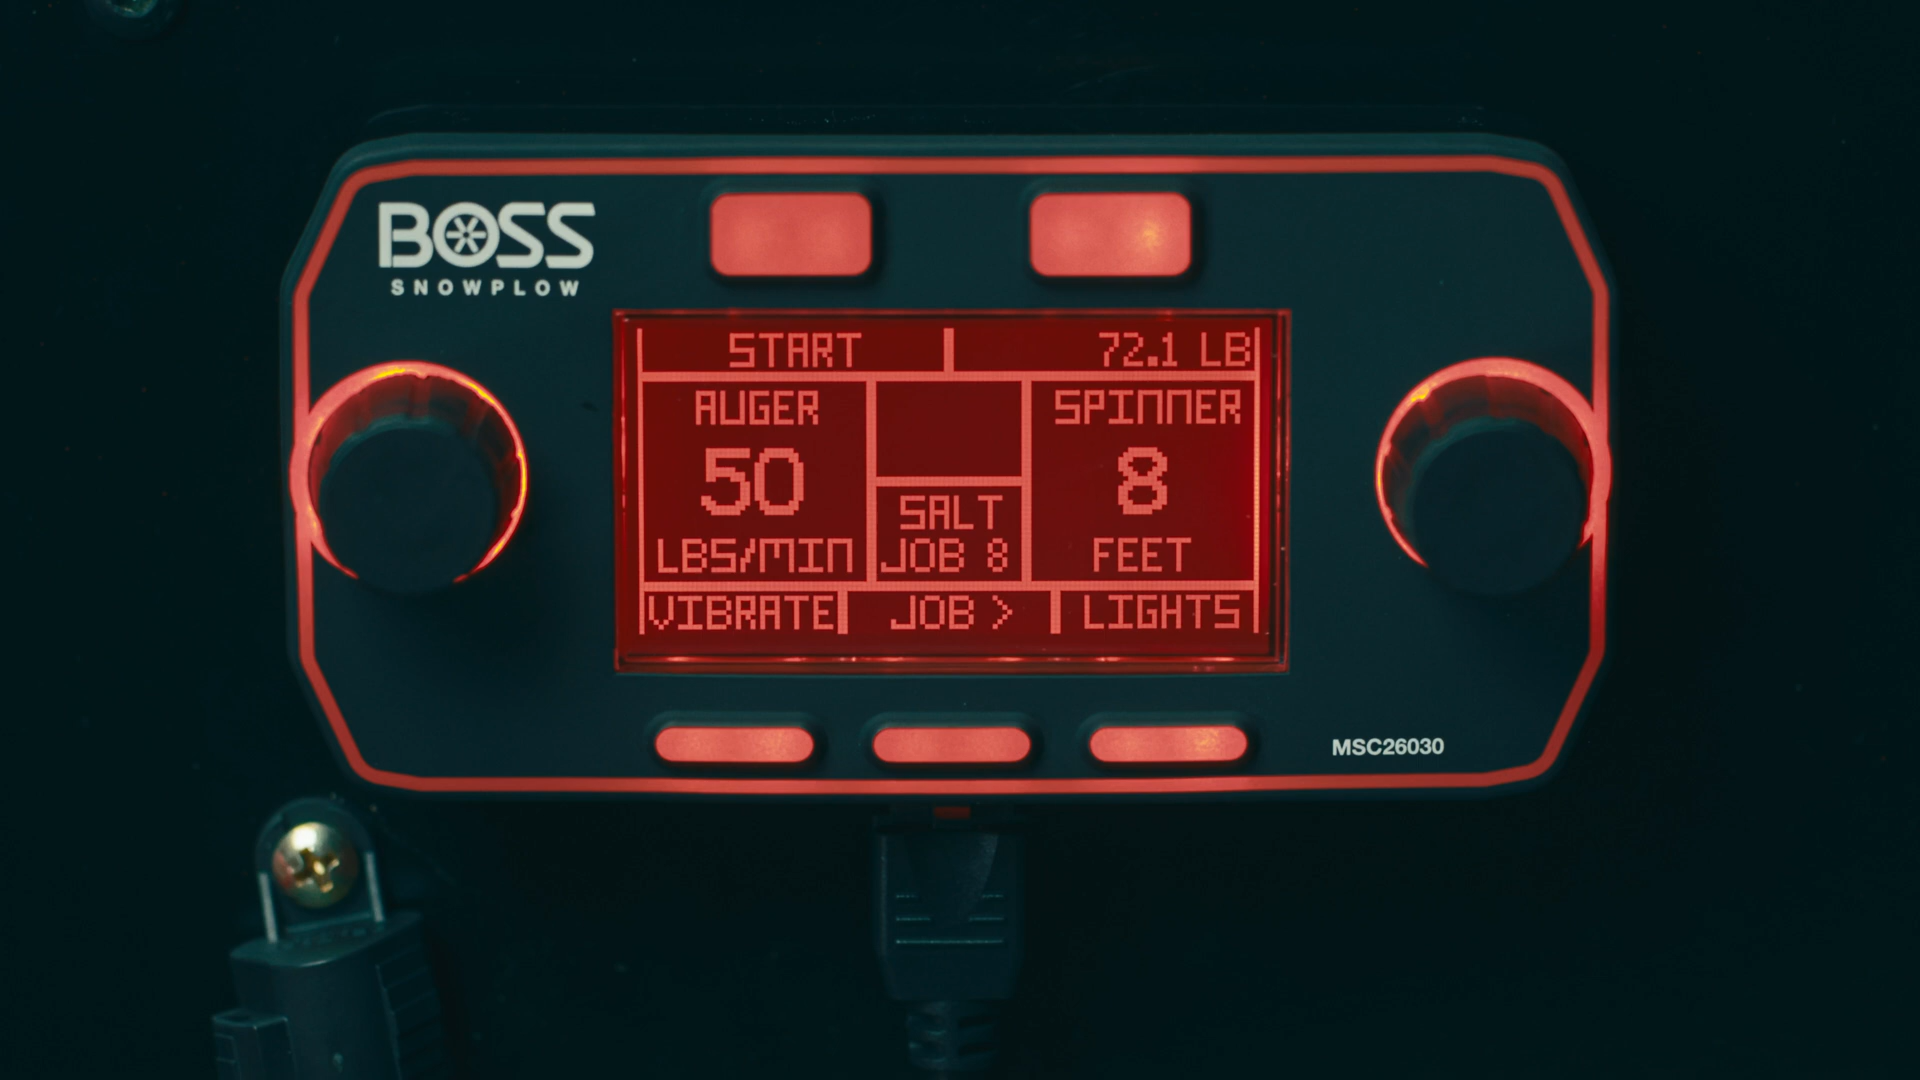 BOSS
SNOWPLOW
START 72.1 LB
AUGER SPINNER
50 8
SALT
LBS/MIN JOB 8 FEET
VIBRATE JOB > LIGHTS
MSC26030